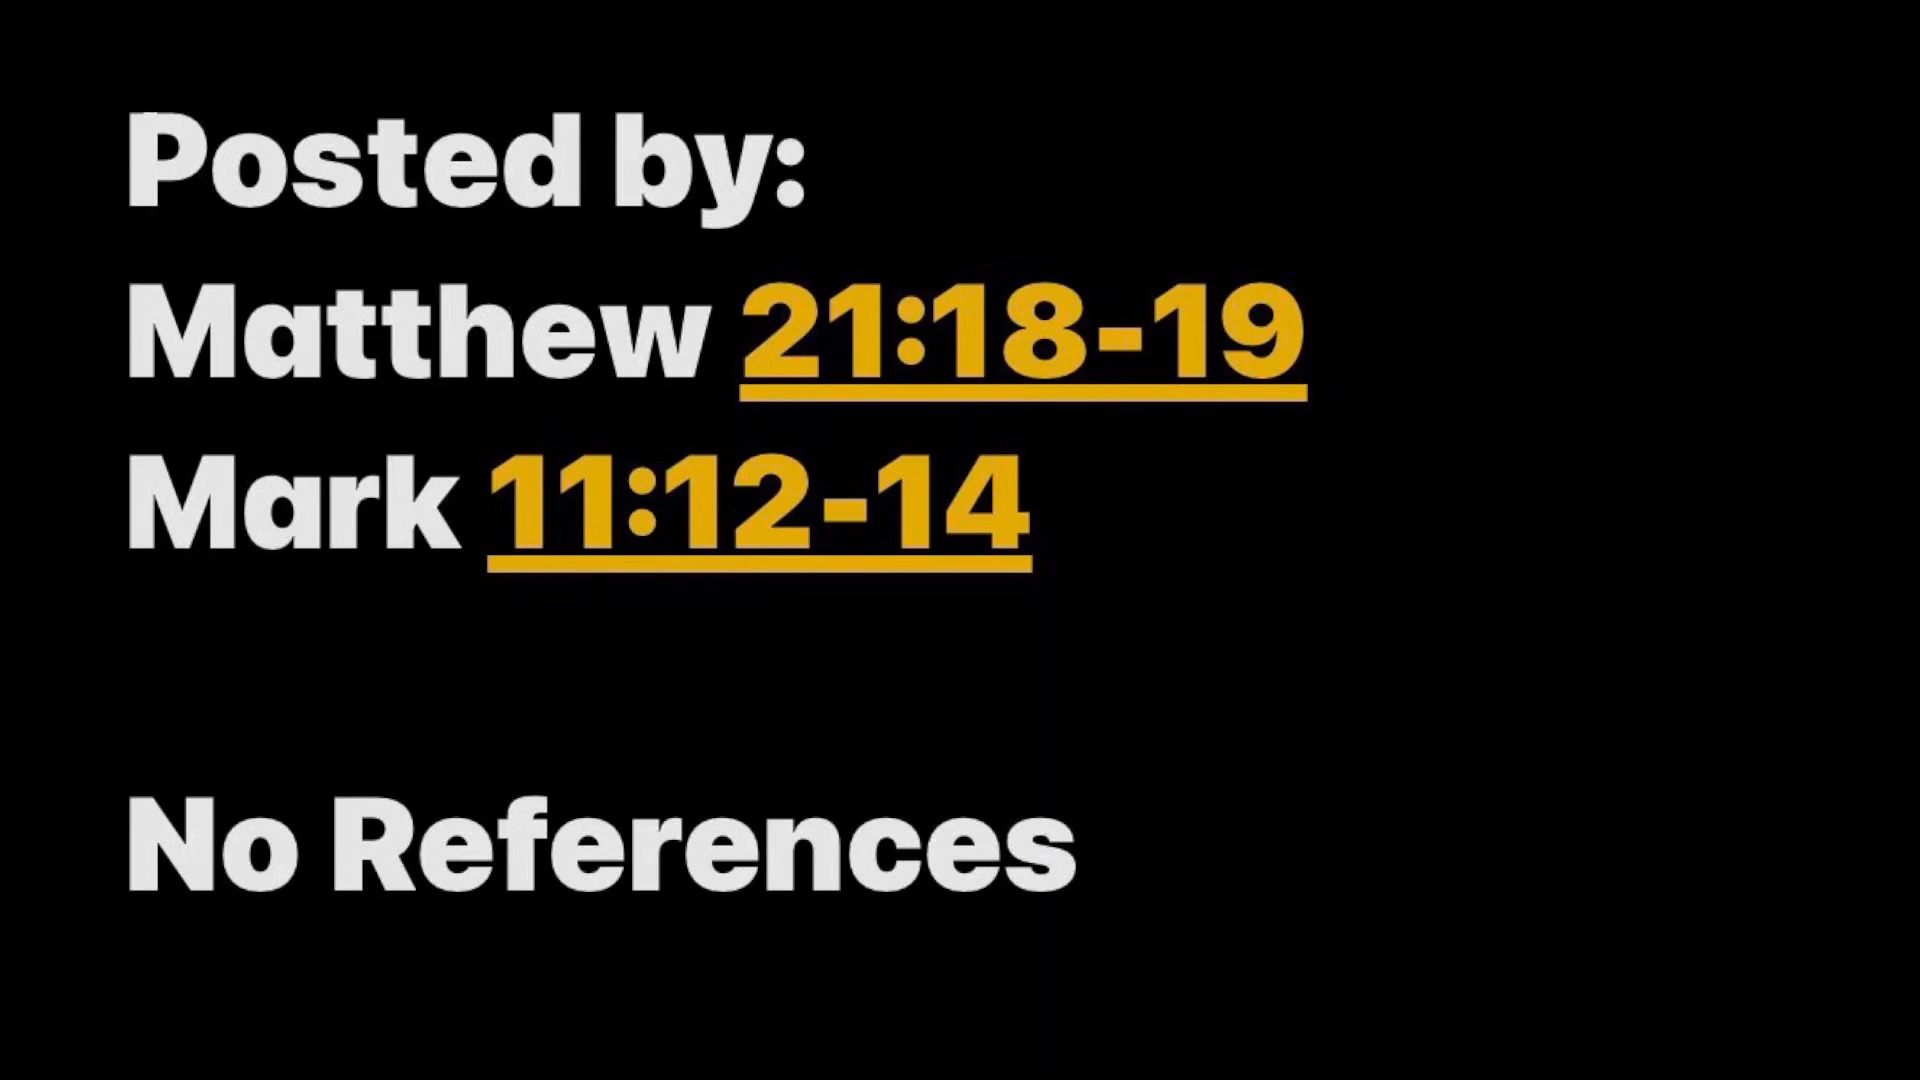 Posted by:
Matthew 21:18-19
Mark 11:12-14
No References